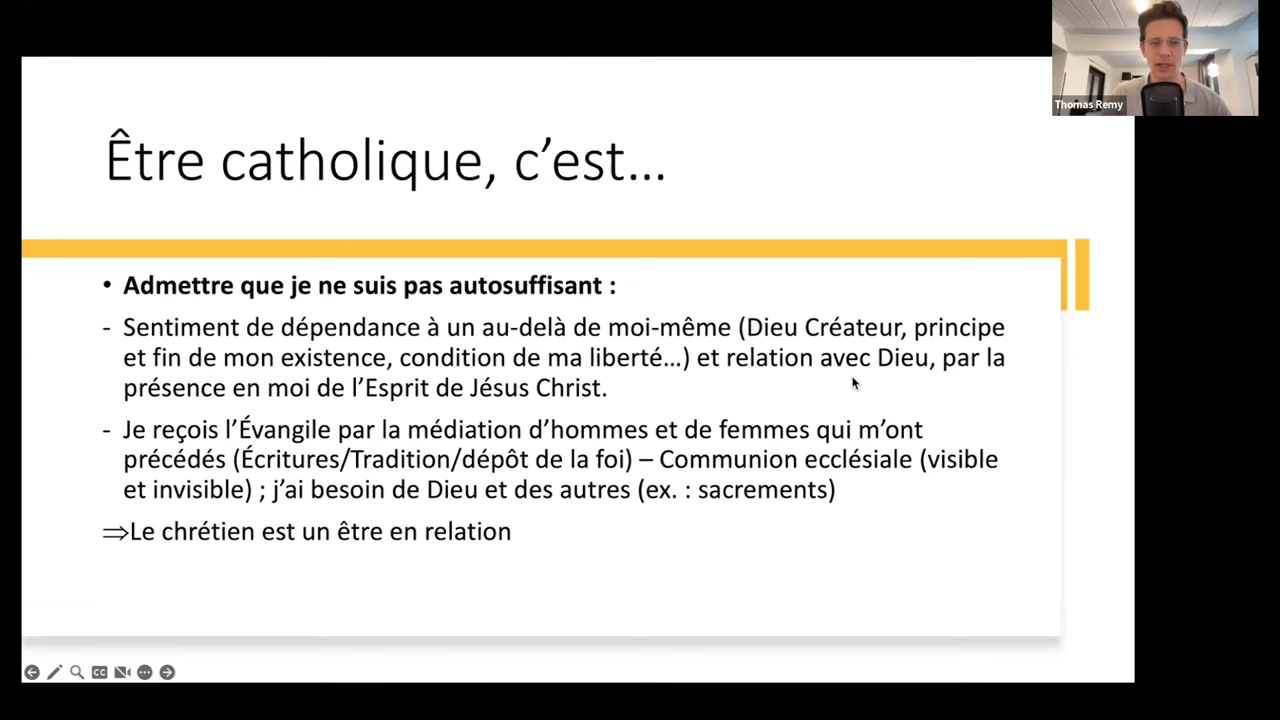 Thomas Remy
Être catholique, c’est…
• Admettre que je ne suis pas autosuffisant :
- Sentiment de dépendance à un au-delà de moi-même (Dieu Créateur, principe
et fin de mon existence, condition de ma liberté…) et relation avec Dieu, par la
présence en moi de l’Esprit de Jésus Christ.
- Je reçois l’Évangile par la médiation d’hommes et de femmes qui m’ont
précédés (Écritures/Tradition/dépôt de la foi) – Communion ecclésiale (visible
et invisible) ; j’ai besoin de Dieu et des autres (ex. : sacrements)
⇒Le chrétien est un être en relation
CC